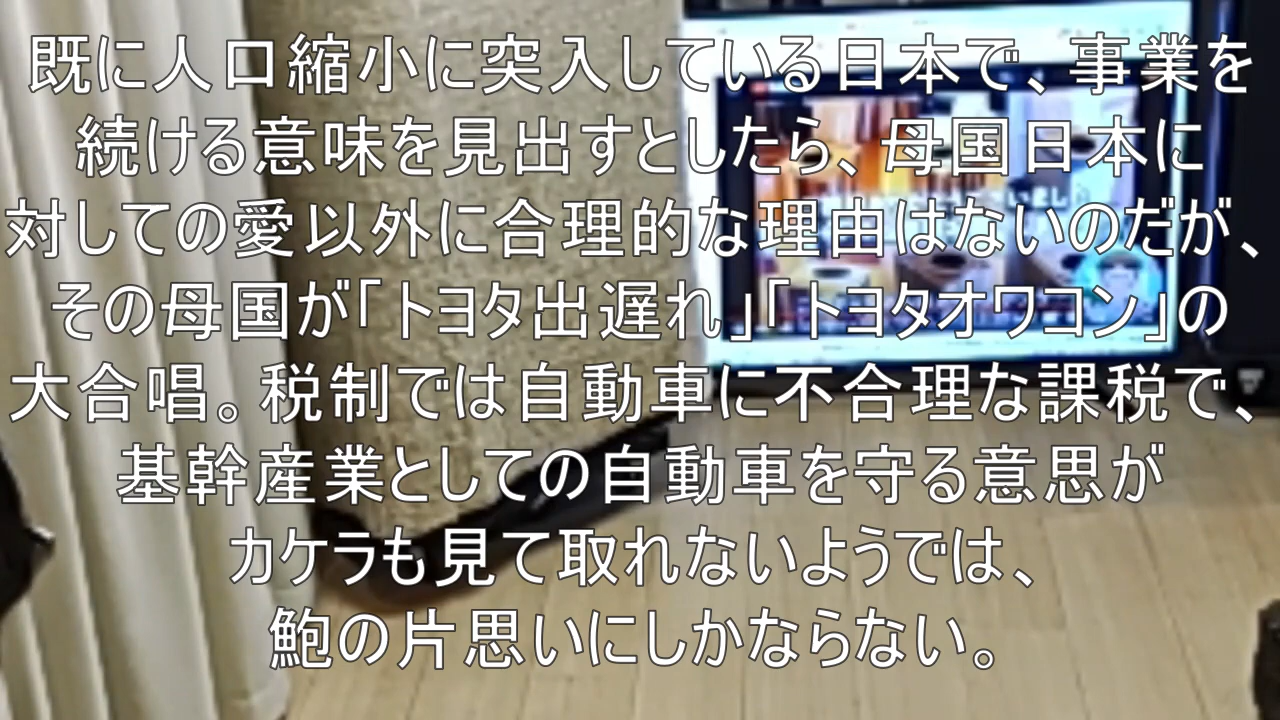 既に人口縮小に突入している日本で、事業を
続ける意味を見出すとしたら、母国日本に
対しての愛以外に合理的な理由はないのだが、
その母国が「トヨタ出遅れ」「トヨタオワコン」の
大合唱。税制では自動車に不合理な課税で、
基幹産業としての自動車を守る意思が
カケラも見て取れないようでは、
鮑の片思いにしかならない。